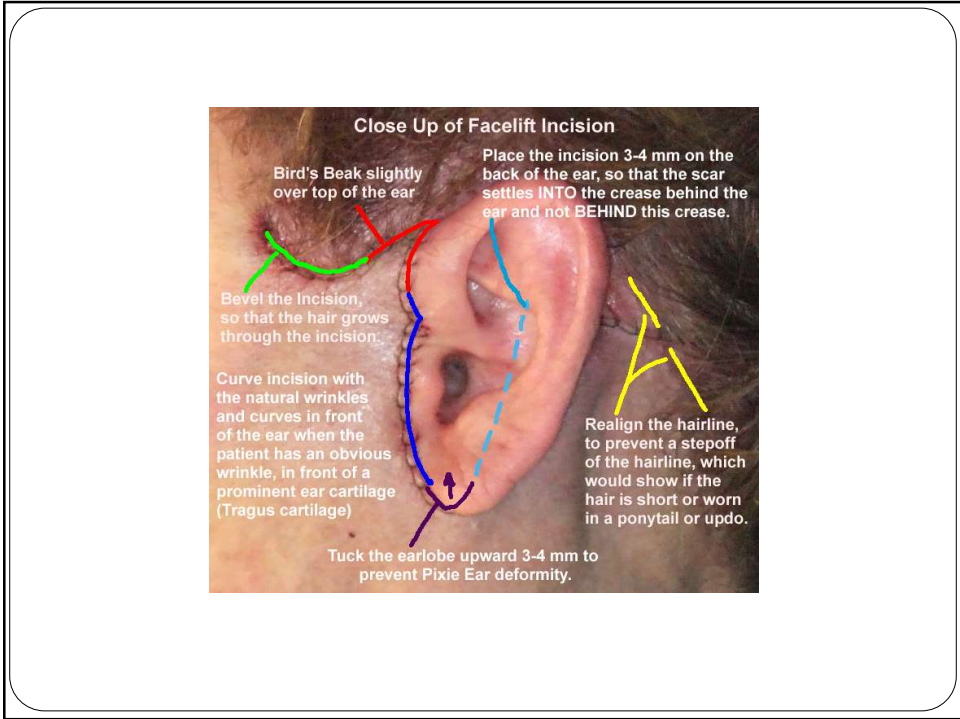 Close Up of Facelift Incision
Bird's Beak slightly
over top of the ear
Place the incision 3-4 mm on the
back of the ear, so that the scar
settles INTO the crease behind the
ear and not BEHIND this crease.
Bevel the Incision,
so that the hair grows
through the incision.
Curve incision with
the natural wrinkles
and curves in front
of the ear when the
patient has an obvious
wrinkle, in front of a
prominent ear cartilage
(Tragus cartilage)
Realign the hairline,
to prevent a stepoff
of the hairline, which
would show if the
hair is short or worn
in a ponytail or updo.
Tuck the earlobe upward 3-4 mm to
prevent Pixie Ear deformity.